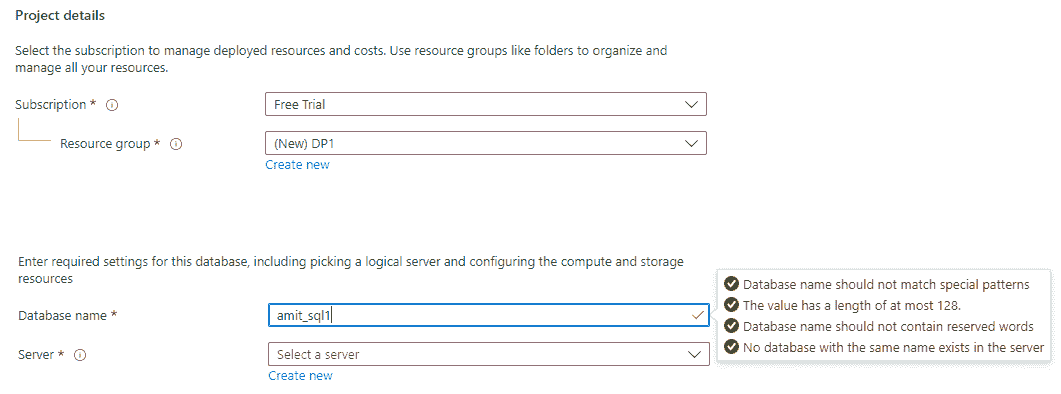 Project details
Select the subscription to manage deployed resources and costs. Use resource groups like folders to organize and
manage all your resources.
Subscription *
Free Trial
Resource group *
(New) DP1
Create new
Enter required settings for this database, including picking a logical server and configuring the compute and storage
resources
Database name *
amit_sql1
Database name should not match special patterns
The value has a length of at most 128.
Database name should not contain reserved words
No database with the same name exists in the server
Server *
Select a server
Create new